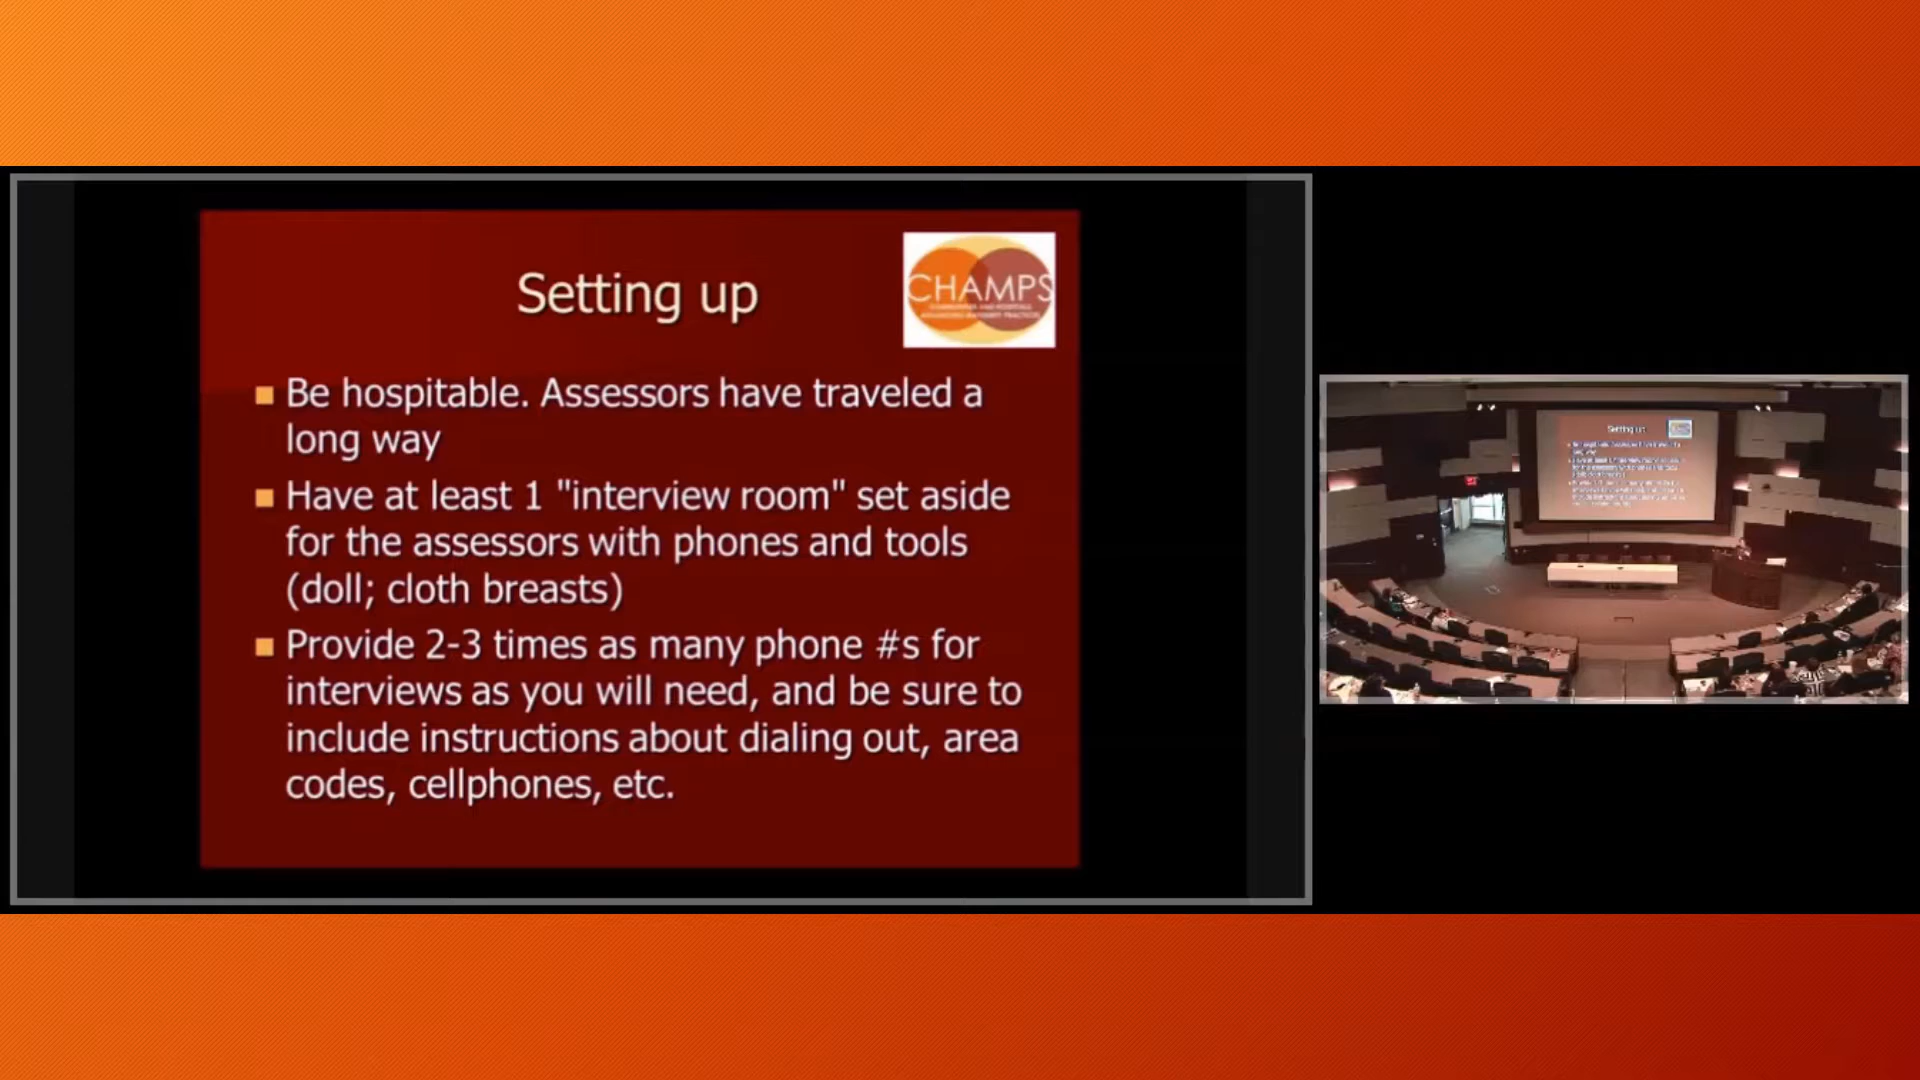 Setting up
CHAMPS
Be hospitable. Assessors have traveled a
long way
Have at least 1 "interview room" set aside
for the assessors with phones and tools
(doll; cloth breasts)
Provide 2-3 times as many phone #s for
interviews as you will need, and be sure to
include instructions about dialing out, area
codes, cellphones, etc.
Setting up